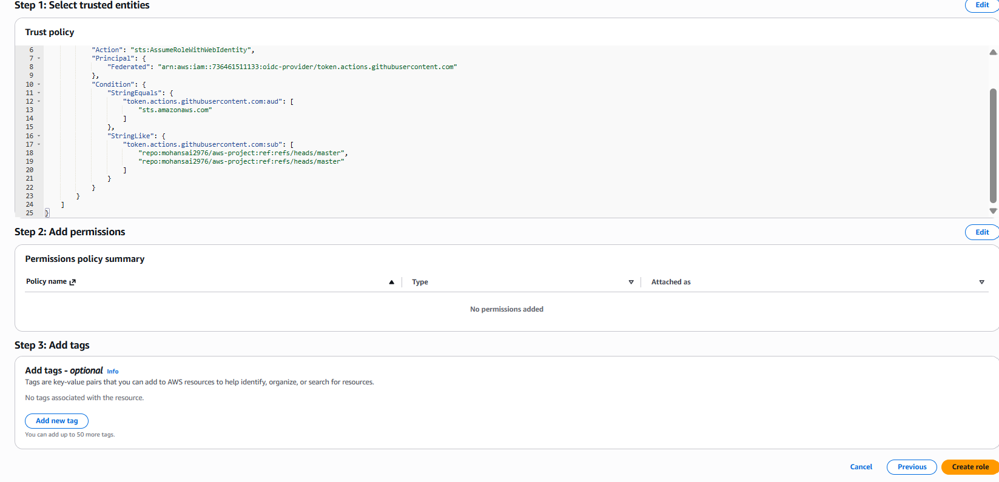 Step 1: Select trusted entities
Edit
Trust policy
6 "Action": "sts:AssumeRoleWithWebIdentity",
7 "Principal": {
8 "Federated": "arn:aws:iam::736461511133:oidc-provider/token.actions.githubusercontent.com"
9 },
10 "Condition": {
11 "StringEquals": {
12 "token.actions.githubusercontent.com:aud": [
13 "sts.amazonaws.com"
14 ]
15 },
16 "StringLike": {
17 "token.actions.githubusercontent.com:sub": [
18 "repo:mohansai2976/aws-project:ref:refs/heads/master",
19 "repo:mohansai2976/aws-project:ref:refs/heads/master"
20 ]
21 }
22 }
23 }
24 ]
25 }
Step 2: Add permissions
Edit
Permissions policy summary
Policy name Type Attached as
No permissions added
Step 3: Add tags
Add tags - optional Info
Tags are key-value pairs that you can add to AWS resources to help identify, organize, or search for resources.
No tags associated with the resource.
Add new tag
You can add up to 50 more tags.
Cancel Previous Create role